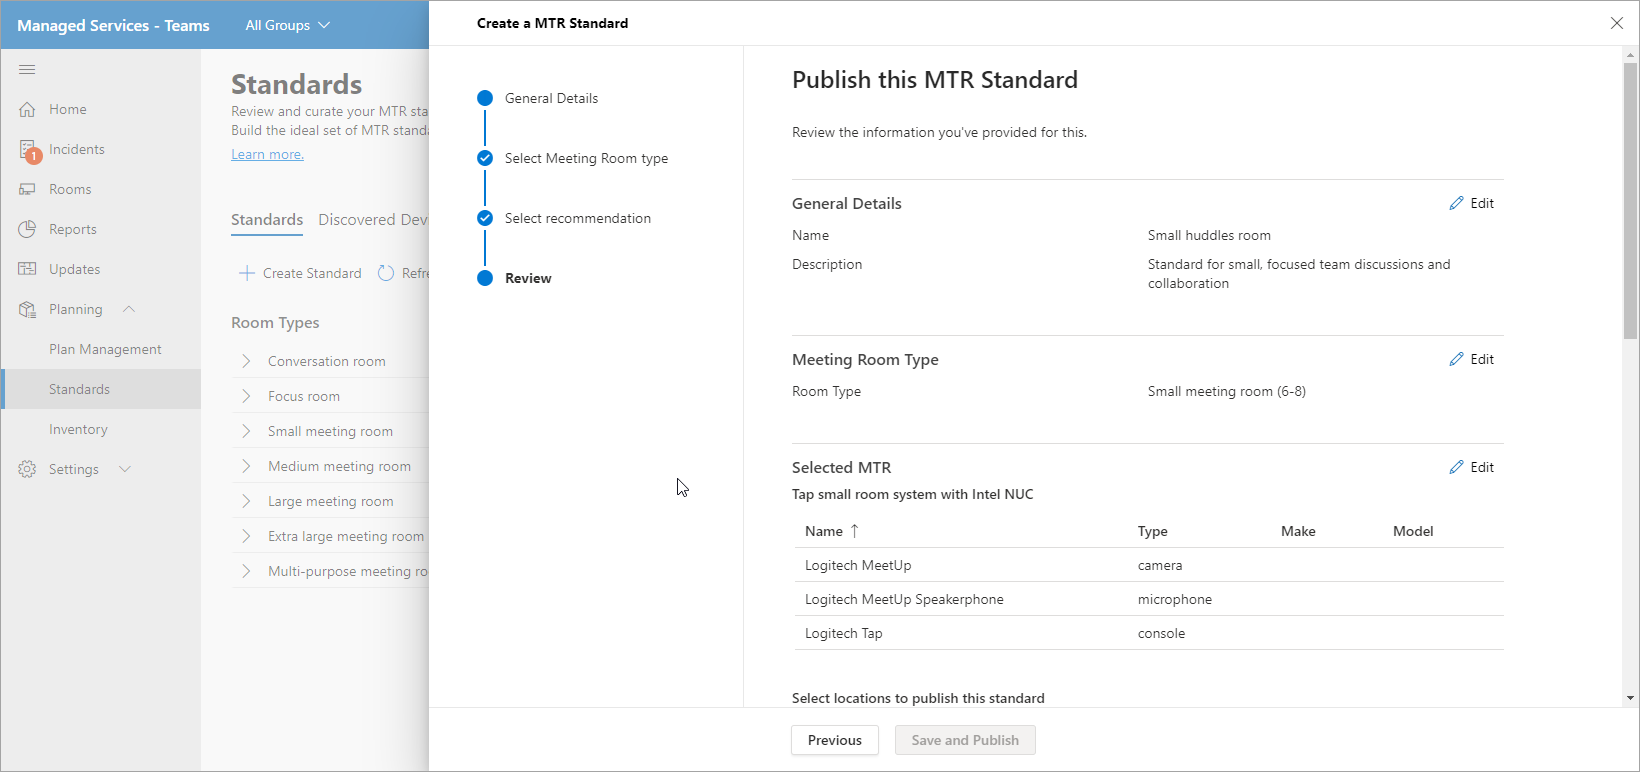 Managed Services - Teams
All Groups
Home
1
Incidents
Rooms
Reports
Updates
Planning
Plan Management
Standards
Inventory
Settings
Standards
Review and curate your MTR sta
Build the ideal set of MTR stand
Learn more.
Standards
Discovered Dev
Create Standard
Refre
Room Types
Conversation room
Focus room
Small meeting room
Medium meeting room
Large meeting room
Extra large meeting room
Multi-purpose meeting ro
Create a MTR Standard
General Details
Select Meeting Room type
Select recommendation
Review
Publish this MTR Standard
Review the information you've provided for this.
General Details
Edit
Name
Small huddles room
Description
Standard for small, focused team discussions and
collaboration
Meeting Room Type
Edit
Room Type
Small meeting room (6-8)
Selected MTR
Edit
Tap small room system with Intel NUC
Name ↑ Type Make Model
Logitech MeetUp camera
Logitech MeetUp Speakerphone microphone
Logitech Tap console
Select locations to publish this standard
Previous
Save and Publish